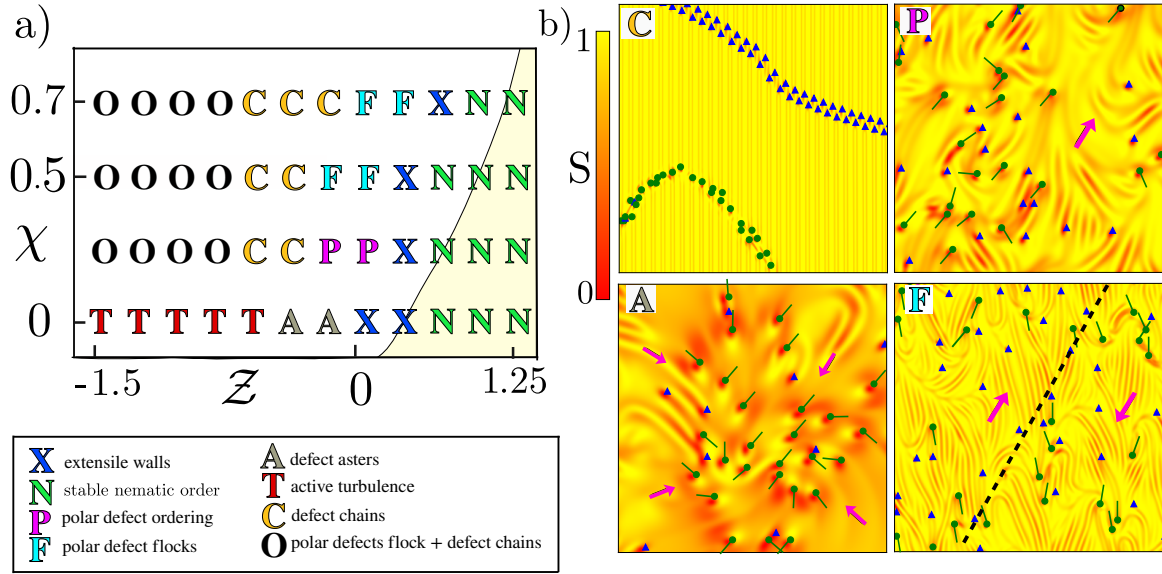 a)
0.7 O O O O C C C F F X N N
0.5 O O O O C C F F X N N N
χ
O O O O C C P P X N N N
0 T T T T T A A X X N N N
-1.5 𝒵 0 1.25
X extensile walls
N stable nematic order
P polar defect ordering
F polar defect flocks
A defect asters
T active turbulence
C defect chains
O polar defects flock + defect chains
b)
1
S
0
C
P
A
F